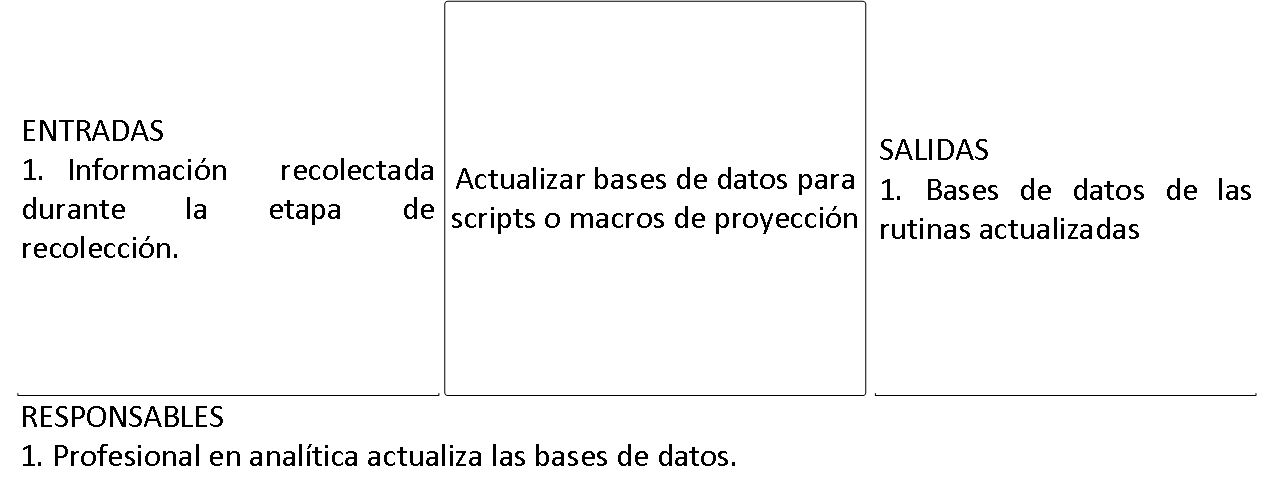 ENTRADAS
1. Información recolectada
durante la etapa de
recolección.
Actualizar bases de datos para
scripts o macros de proyección
SALIDAS
1. Bases de datos de las
rutinas actualizadas
RESPONSABLES
1. Profesional en analítica actualiza las bases de datos.